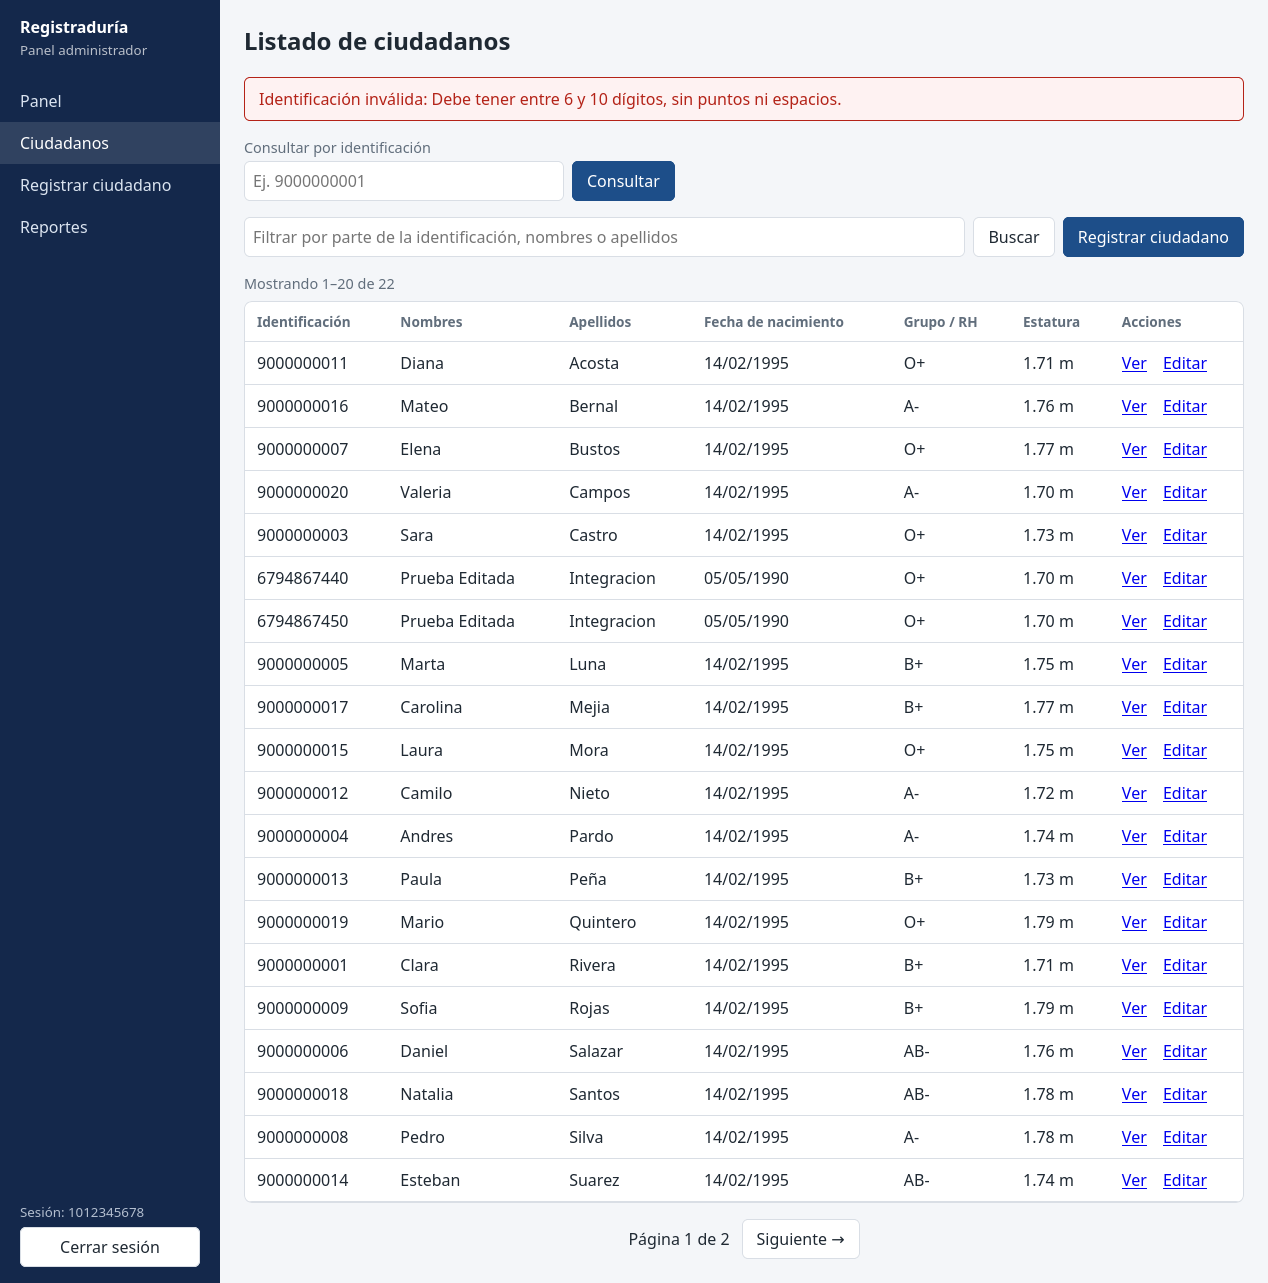 Registraduría
Panel administrador
Panel
Ciudadanos
Registrar ciudadano
Reportes
Sesión: 1012345678
Cerrar sesión
Listado de ciudadanos
Identificación inválida: Debe tener entre 6 y 10 dígitos, sin puntos ni espacios.
Consultar por identificación
Ej. 9000000001 Consultar
Filtrar por parte de la identificación, nombres o apellidos Buscar Registrar ciudadano
Mostrando 1–20 de 22
Identificación Nombres Apellidos Fecha de nacimiento Grupo / RH Estatura Acciones
9000000011 Diana Acosta 14/02/1995 O+ 1.71 m Ver Editar
9000000016 Mateo Bernal 14/02/1995 A- 1.76 m Ver Editar
9000000007 Elena Bustos 14/02/1995 O+ 1.77 m Ver Editar
9000000020 Valeria Campos 14/02/1995 A- 1.70 m Ver Editar
9000000003 Sara Castro 14/02/1995 O+ 1.73 m Ver Editar
6794867440 Prueba Editada Integracion 05/05/1990 O+ 1.70 m Ver Editar
6794867450 Prueba Editada Integracion 05/05/1990 O+ 1.70 m Ver Editar
9000000005 Marta Luna 14/02/1995 B+ 1.75 m Ver Editar
9000000017 Carolina Mejia 14/02/1995 B+ 1.77 m Ver Editar
9000000015 Laura Mora 14/02/1995 O+ 1.75 m Ver Editar
9000000012 Camilo Nieto 14/02/1995 A- 1.72 m Ver Editar
9000000004 Andres Pardo 14/02/1995 A- 1.74 m Ver Editar
9000000013 Paula Peña 14/02/1995 B+ 1.73 m Ver Editar
9000000019 Mario Quintero 14/02/1995 O+ 1.79 m Ver Editar
9000000001 Clara Rivera 14/02/1995 B+ 1.71 m Ver Editar
9000000009 Sofia Rojas 14/02/1995 B+ 1.79 m Ver Editar
9000000006 Daniel Salazar 14/02/1995 AB- 1.76 m Ver Editar
9000000018 Natalia Santos 14/02/1995 AB- 1.78 m Ver Editar
9000000008 Pedro Silva 14/02/1995 A- 1.78 m Ver Editar
9000000014 Esteban Suarez 14/02/1995 AB- 1.74 m Ver Editar
Página 1 de 2 Siguiente →